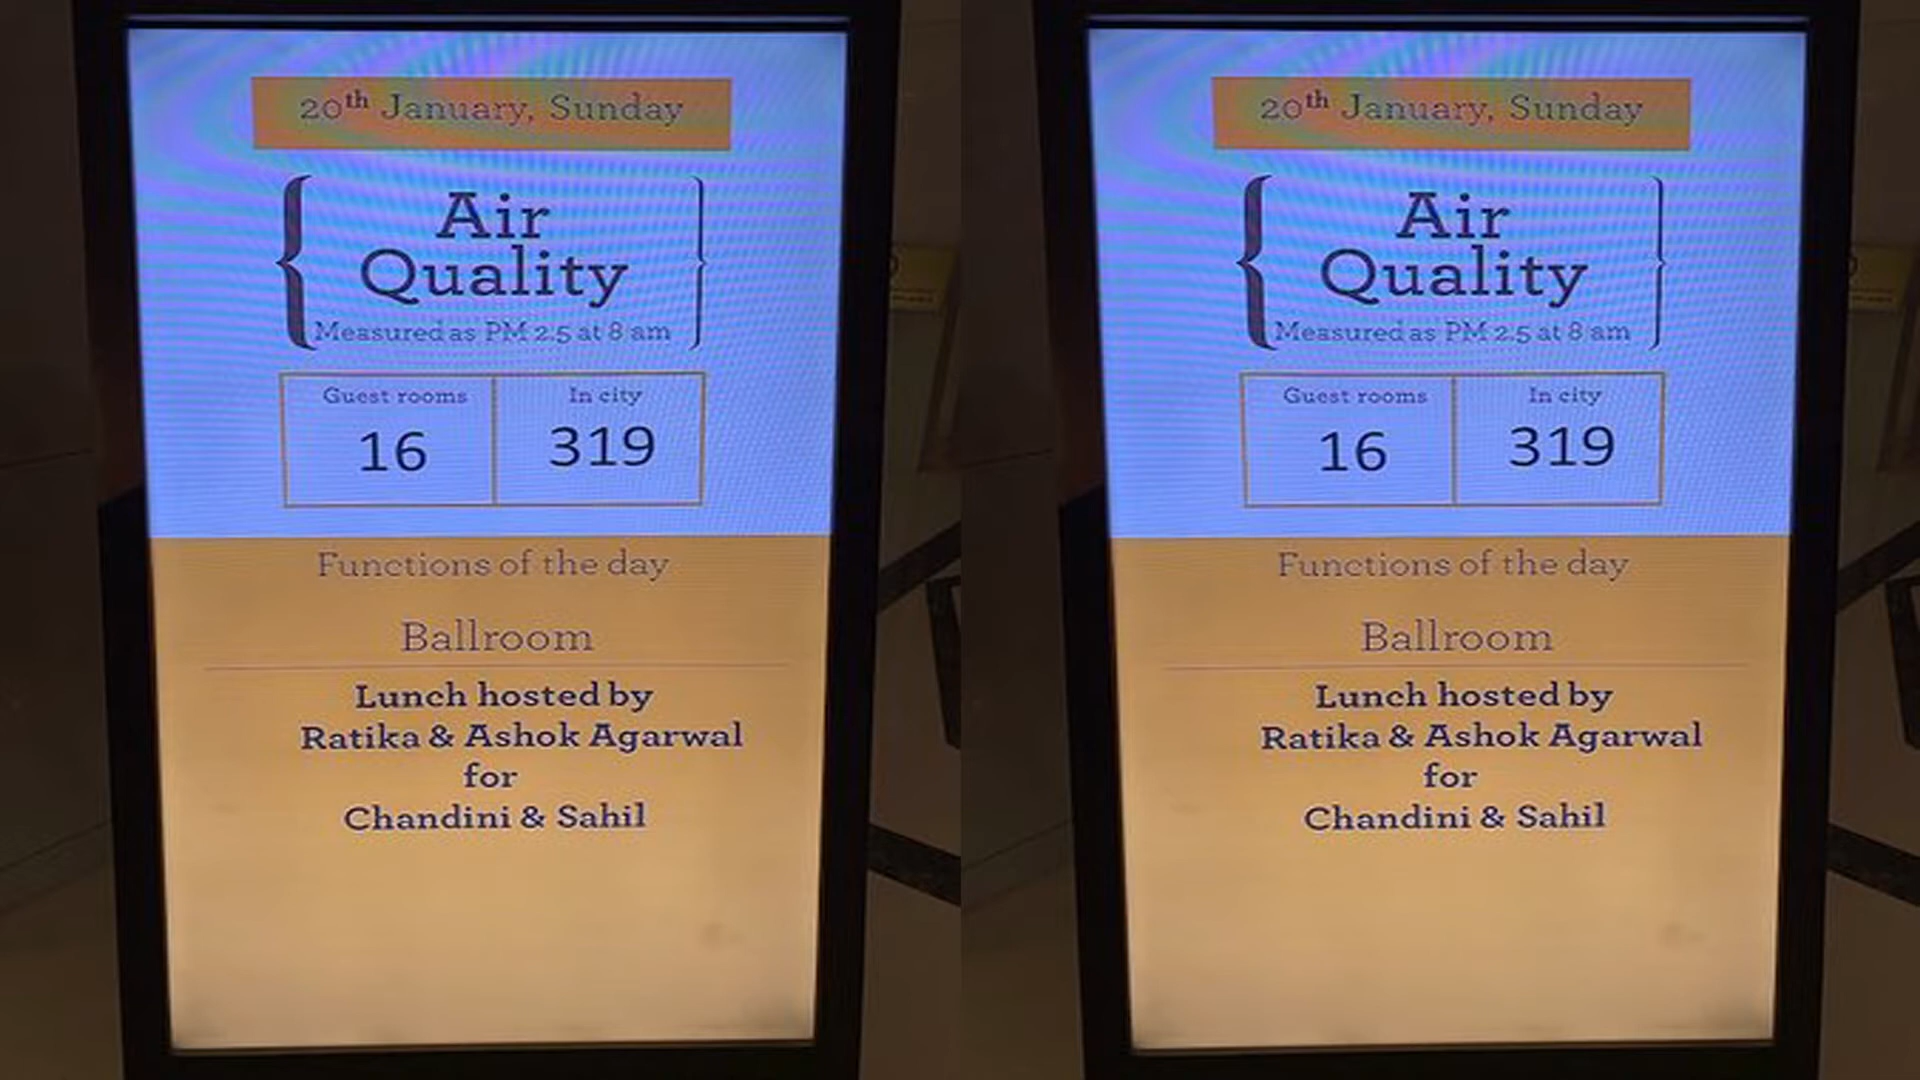 20th January, Sunday
Air
Quality
Measured as PM 2.5 at 8 am
Guest rooms
In city
16
319
Functions of the day
Ballroom
Lunch hosted by
Ratika & Ashok Agarwal
for
Chandini & Sahil
20th January, Sunday
Air
Quality
Measured as PM 2.5 at 8 am
Guest rooms
In city
16
319
Functions of the day
Ballroom
Lunch hosted by
Ratika & Ashok Agarwal
for
Chandini & Sahil